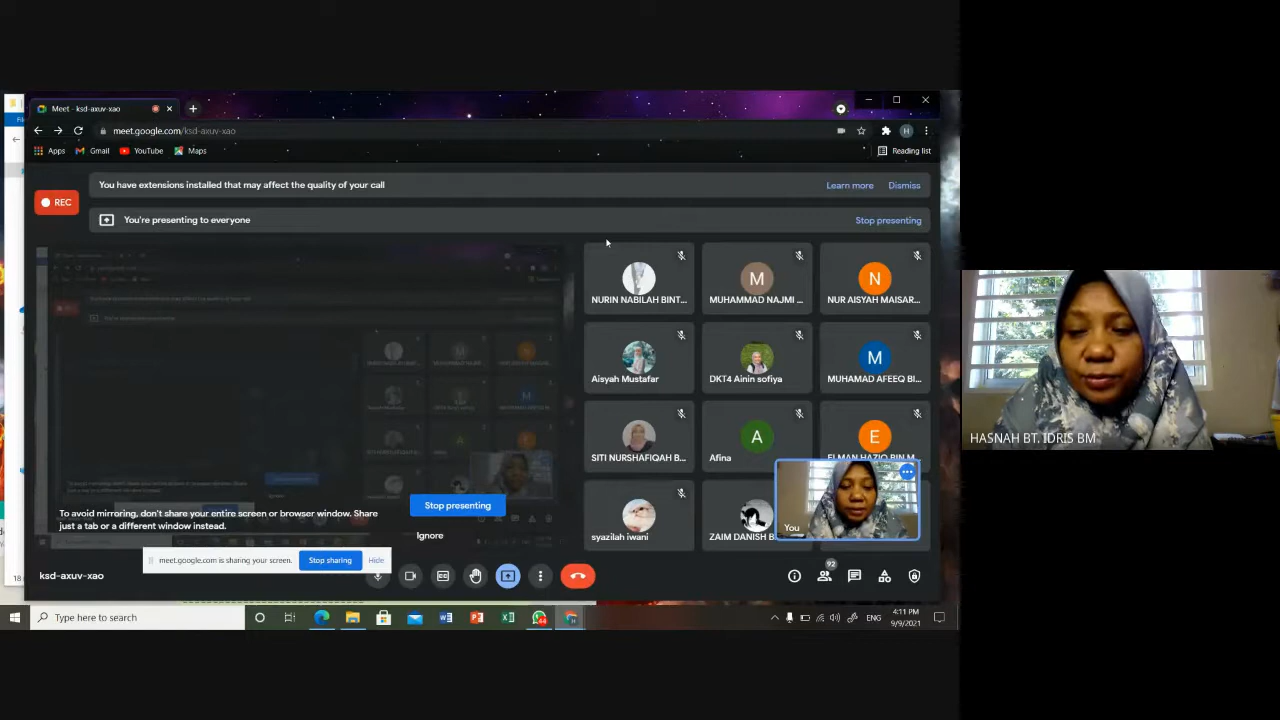 Meet - ksd-axuv-xao
meet.google.com/ksd-axuv-xao
Apps
Gmail
YouTube
Maps
Reading list
You have extensions installed that may affect the quality of your call
Learn more
Dismiss
REC
You're presenting to everyone
Stop presenting
NURIN NABILAH BINT...
M
MUHAMMAD NAJMI ...
N
NUR AISYAH MAISAR...
Aisyah Mustafar
DKT4 Ainin sofiya
M
MUHAMAD AFEEQ BI...
SITI NURSHAFIQAH B...
A
Afina
E
ELMAN HAZIQ BIN M...
syazilah iwani
ZAIM DANISH B
You
HASNAH BT. IDRIS BM
To avoid mirroring, don't share your entire screen or browser window. Share
just a tab or a different window instead.
Stop presenting
Ignore
meet.google.com is sharing your screen.
Stop sharing
Hide
ksd-axuv-xao
92
Type here to search
ENG
4:11 PM
9/9/2021